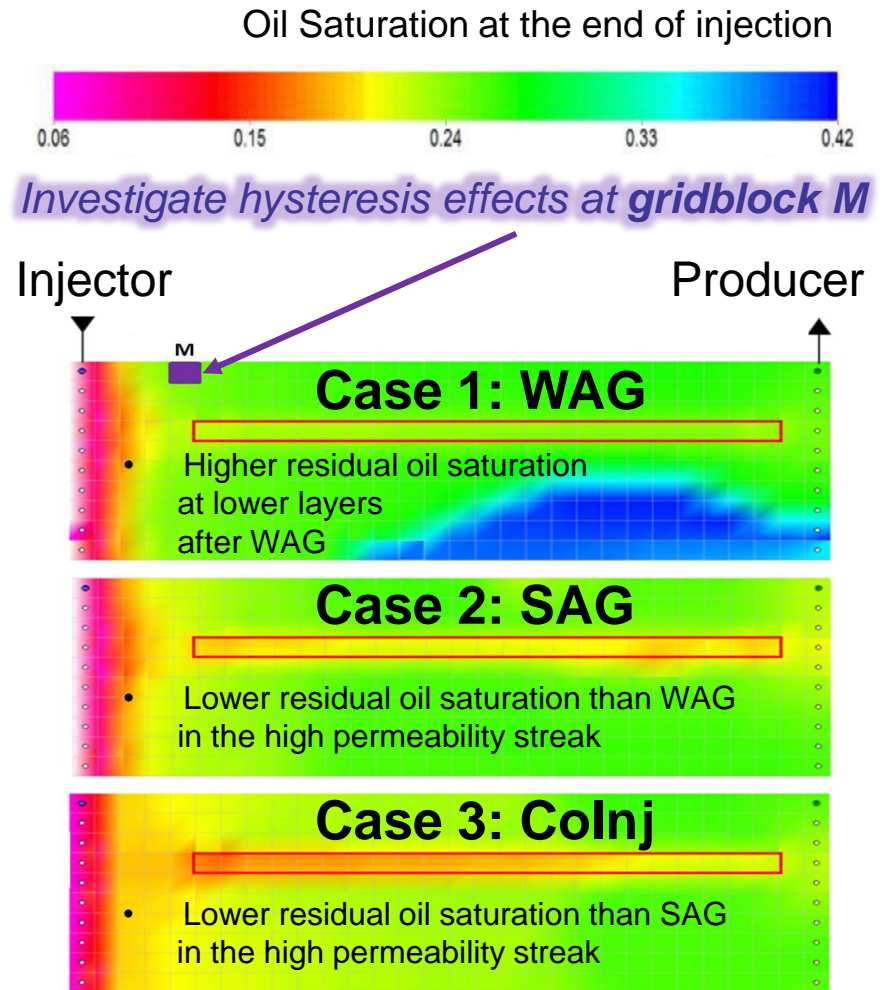 Oil Saturation at the end of injection
0.06 0.15 0.24 0.33 0.42
Investigate hysteresis effects at gridblock M
Injector Producer
M
Case 1: WAG
• Higher residual oil saturation
at lower layers
after WAG
Case 2: SAG
• Lower residual oil saturation than WAG
in the high permeability streak
Case 3: CoInj
• Lower residual oil saturation than SAG
in the high permeability streak